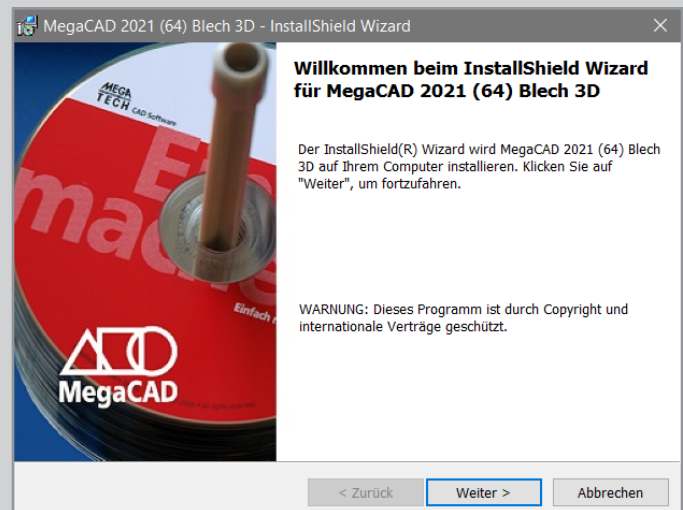 MegaCAD 2021 (64) Blech 3D - InstallShield Wizard
MEGA
TECH CAD Software
Einfach
MegaCAD
Willkommen beim InstallShield Wizard
für MegaCAD 2021 (64) Blech 3D
Der InstallShield(R) Wizard wird MegaCAD 2021 (64) Blech
3D auf Ihrem Computer installieren. Klicken Sie auf
"Weiter", um fortzufahren.
WARNUNG: Dieses Programm ist durch Copyright und
internationale Verträge geschützt.
< Zurück
Weiter >
Abbrechen